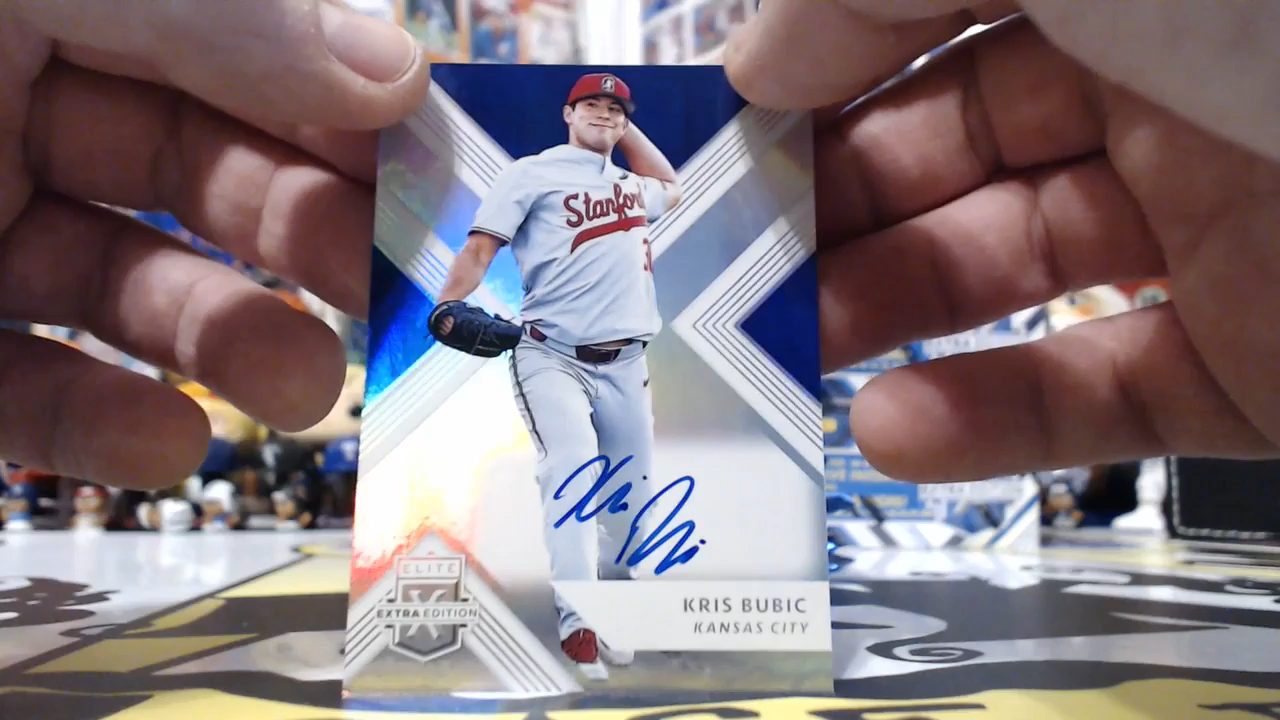 Stanford
ELITE
EXTRA EDITION
X
KRIS BUBIC
KANSAS CITY